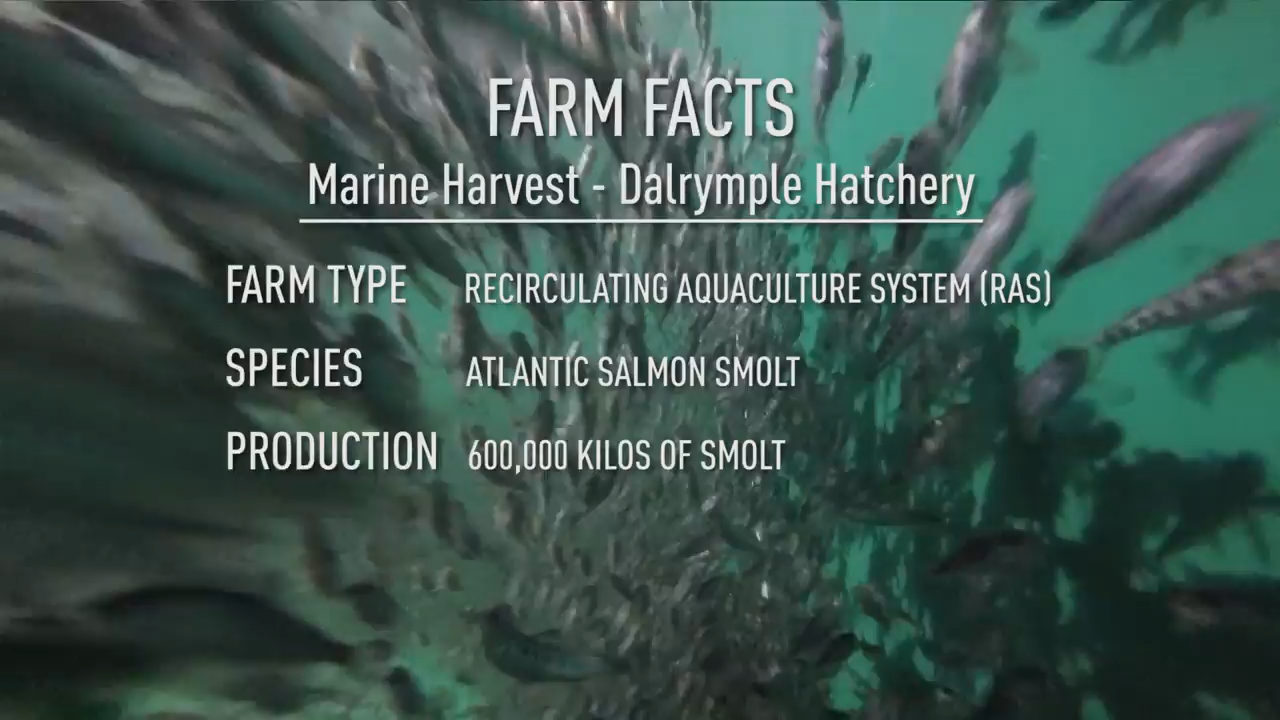 FARM FACTS
Marine Harvest - Dalrymple Hatchery
FARM TYPE RECIRCULATING AQUACULTURE SYSTEM (RAS)
SPECIES ATLANTIC SALMON SMOLT
PRODUCTION 600,000 KILOS OF SMOLT